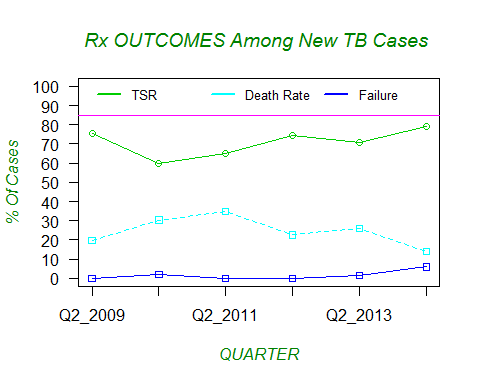 Rx OUTCOMES Among New TB Cases
TSR Death Rate Failure
100
90
80
70
60
50
40
30
20
10
0
% Of Cases
Q2_2009 Q2_2011 Q2_2013
QUARTER